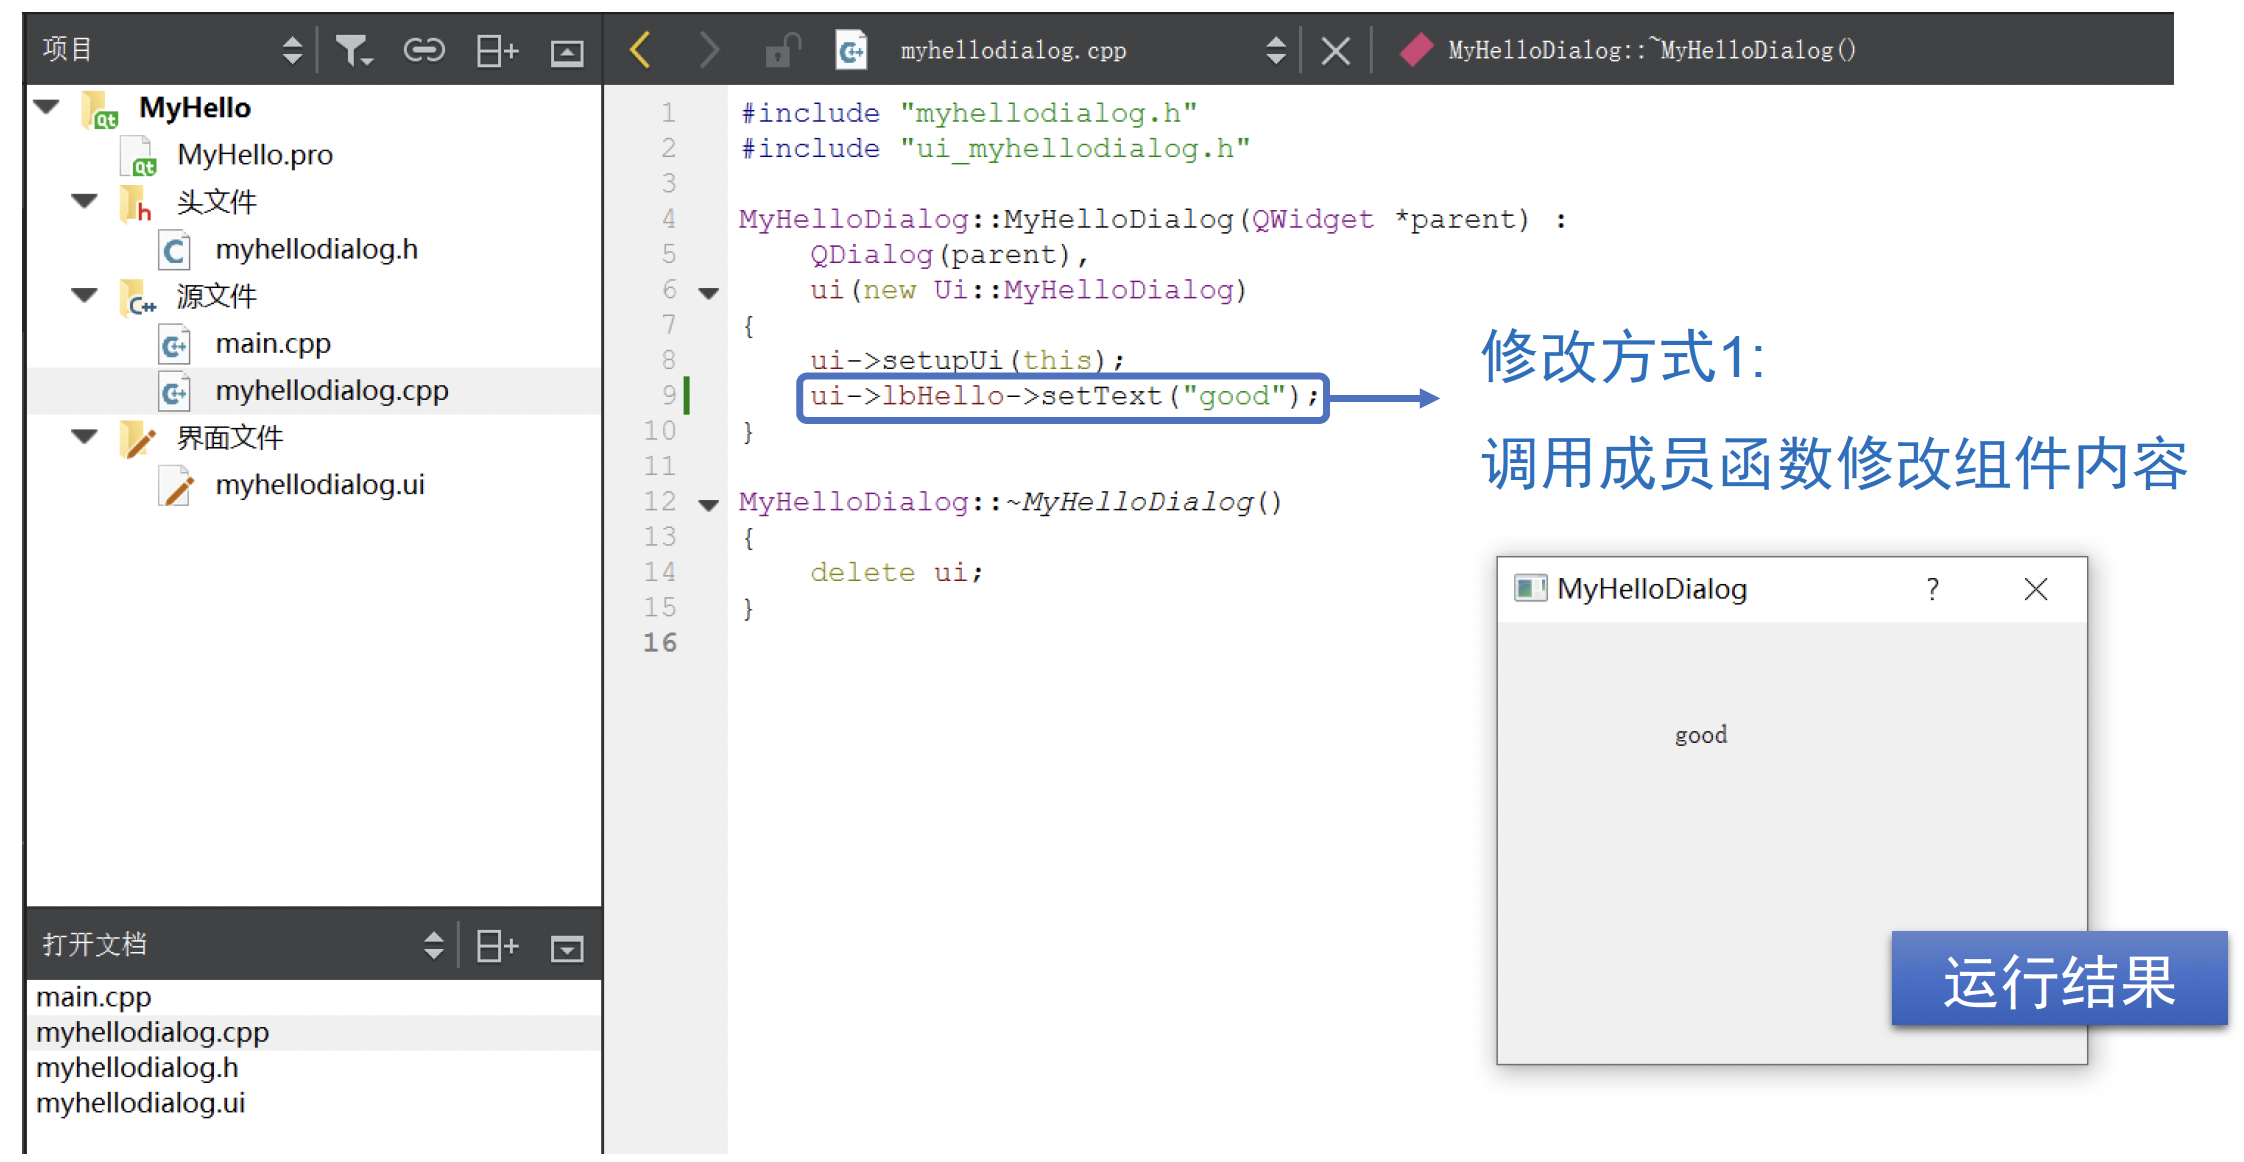 项目
myhellodialog.cpp
MyHelloDialog::~MyHelloDialog()
MyHello
MyHello.pro
头文件
myhellodialog.h
源文件
main.cpp
myhellodialog.cpp
界面文件
myhellodialog.ui
打开文档
main.cpp
myhellodialog.cpp
myhellodialog.h
myhellodialog.ui
1 #include "myhellodialog.h"
2 #include "ui_myhellodialog.h"
3
4 MyHelloDialog::MyHelloDialog(QWidget *parent) :
5     QDialog(parent),
6     ui(new Ui::MyHelloDialog)
7 {
8     ui->setupUi(this);
9     ui->lbHello->setText("good");
10 }
11
12 MyHelloDialog::~MyHelloDialog()
13 {
14     delete ui;
15 }
16
修改方式1:
调用成员函数修改组件内容
MyHelloDialog ?
good
运行结果